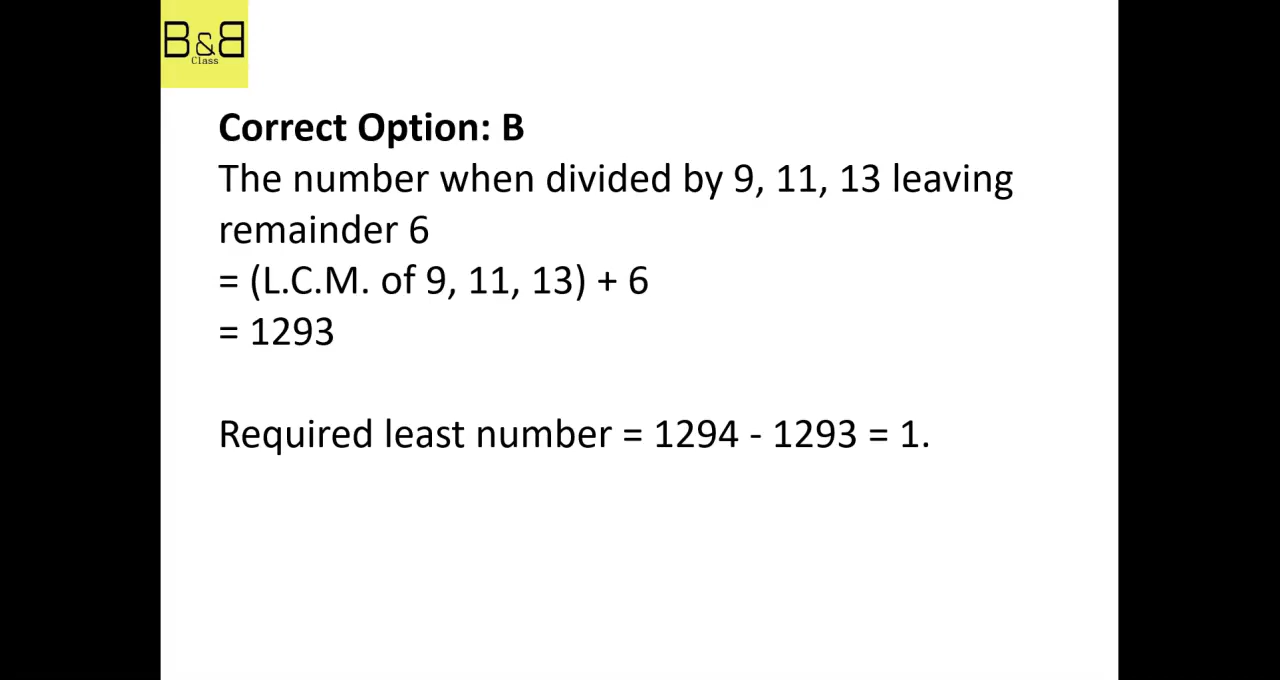 B&B
Class
Correct Option: B
The number when divided by 9, 11, 13 leaving
remainder 6
= (L.C.M. of 9, 11, 13) + 6
= 1293
Required least number = 1294 - 1293 = 1.